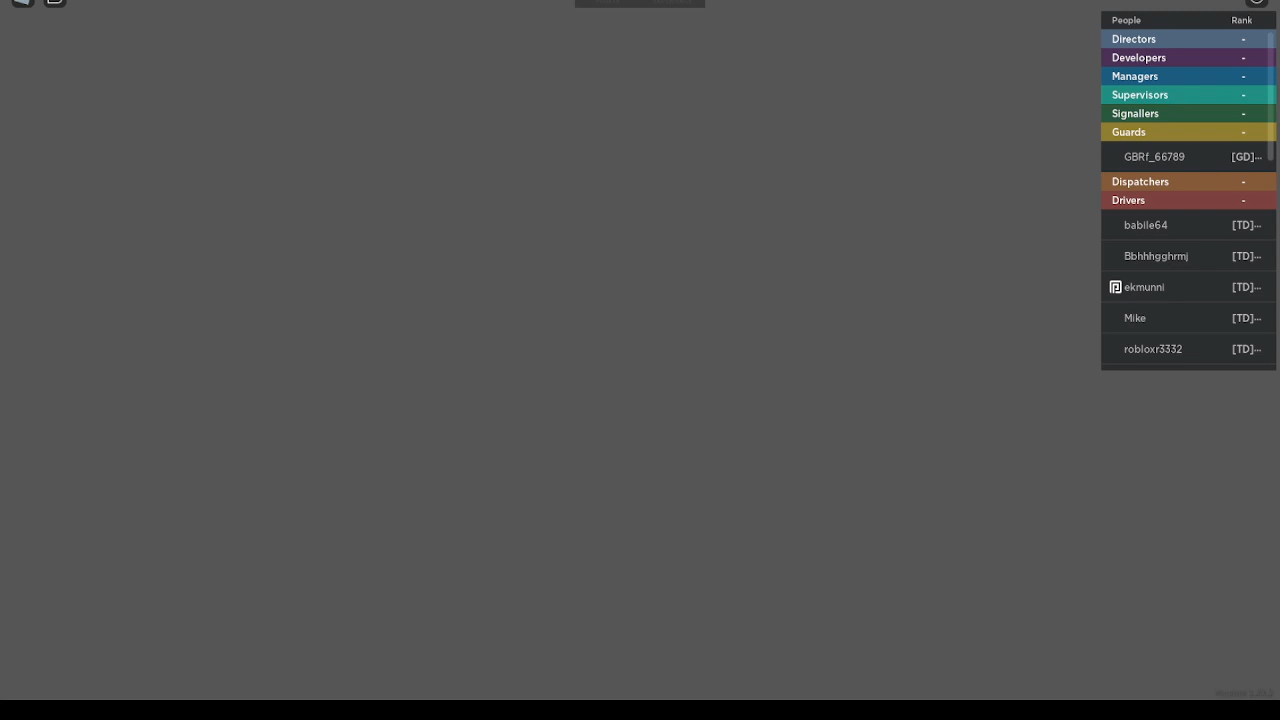 People Rank
Directors -
Developers -
Managers -
Supervisors -
Signallers -
Guards -
GBRf_66789 [GD]...
Dispatchers -
Drivers -
babile64 [TD]...
Bbhhhgghrmj [TD]...
ekmunni [TD]...
Mike [TD]...
robloxr3332 [TD]...